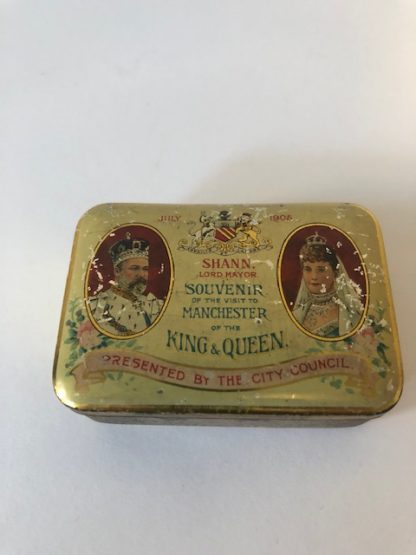 JULY 1905
SHANN.
LORD MAYOR.
SOUVENIR
OF THE VISIT TO
MANCHESTER
OF THE
KING & QUEEN.
PRESENTED BY THE CITY COUNCIL.